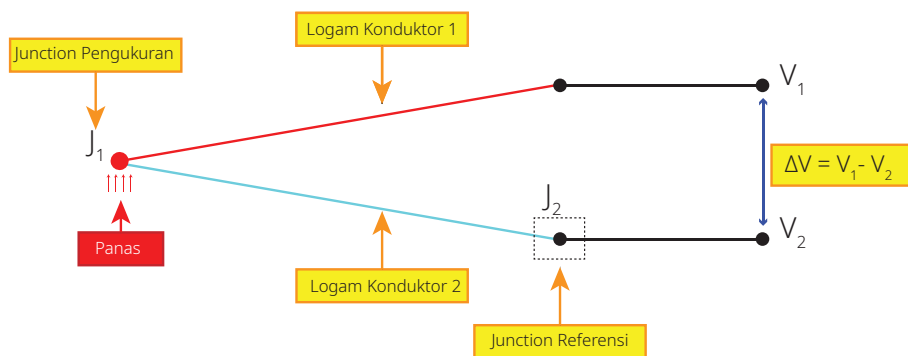 Logam Konduktor 1
Junction Pengukuran
V₁
J₁
ΔV = V₁- V₂
J₂
Panas
V₂
Logam Konduktor 2
Junction Referensi